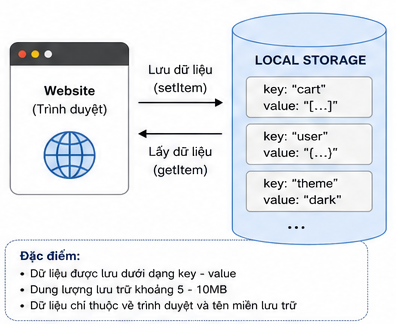 Website
(Trình duyệt)
Lưu dữ liệu
(setItem)
Lấy dữ liệu
(getItem)
LOCAL STORAGE
key: “cart”
value: “[...]”
key: “user”
value: “{...}”
key: “theme”
value: “dark”
...
Đặc điểm:
• Dữ liệu được lưu dưới dạng key - value
• Dung lượng lưu trữ khoảng 5 - 10MB
• Dữ liệu chỉ thuộc về trình duyệt và tên miền lưu trữ